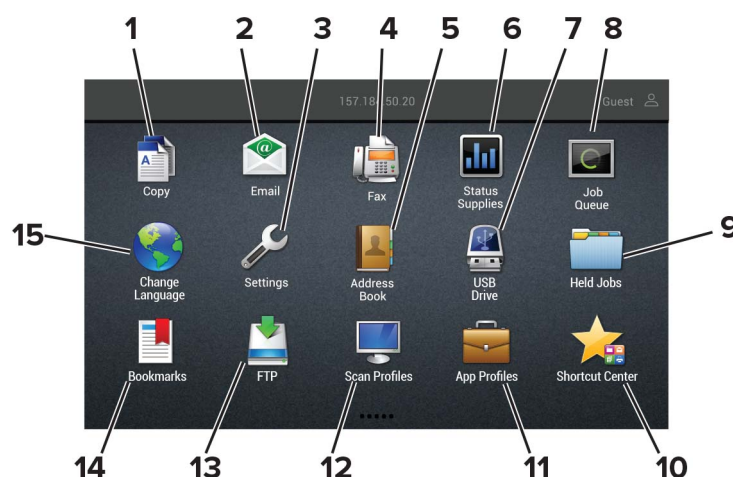 1 2 3 4 5 6 7 8
157.184.50.20 Guest
A @
Copy Email Fax Status Supplies Job Queue
15 9
Change Language Settings Address Book USB Drive Held Jobs
Bookmarks FTP Scan Profiles App Profiles Shortcut Center
14 13 12 11 10